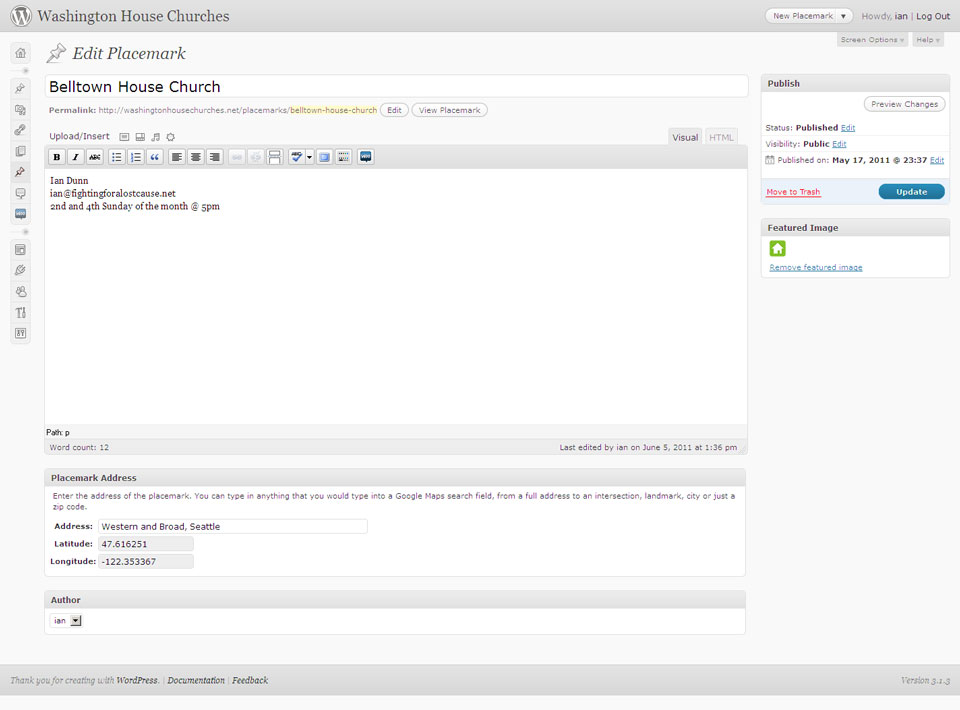 Washington House Churches
New Placemark
Howdy, ian | Log Out
Screen Options
Help
Edit Placemark
Belltown House Church
Permalink: http://washingtonhousechurches.net/placemarks/belltown-house-church Edit View Placemark
Upload/Insert
Visual
HTML
B I ABC
ABC
Ian Dunn
ian@fightingforalostcause.net
2nd and 4th Sunday of the month @ 5pm
Path: p
Word count: 12
Last edited by ian on June 5, 2011 at 1:36 pm
Publish
Preview Changes
Status: Published Edit
Visibility: Public Edit
Published on: May 17, 2011 @ 23:37 Edit
Move to Trash
Update
Featured Image
Remove featured image
Placemark Address
Enter the address of the placemark. You can type in anything that you would type into a Google Maps search field, from a full address to an intersection, landmark, city or just a
zip code.
Address: Western and Broad, Seattle
Latitude: 47.616251
Longitude: -122.353367
Author
ian
Thank you for creating with WordPress. | Documentation | Feedback
Version 3.1.3